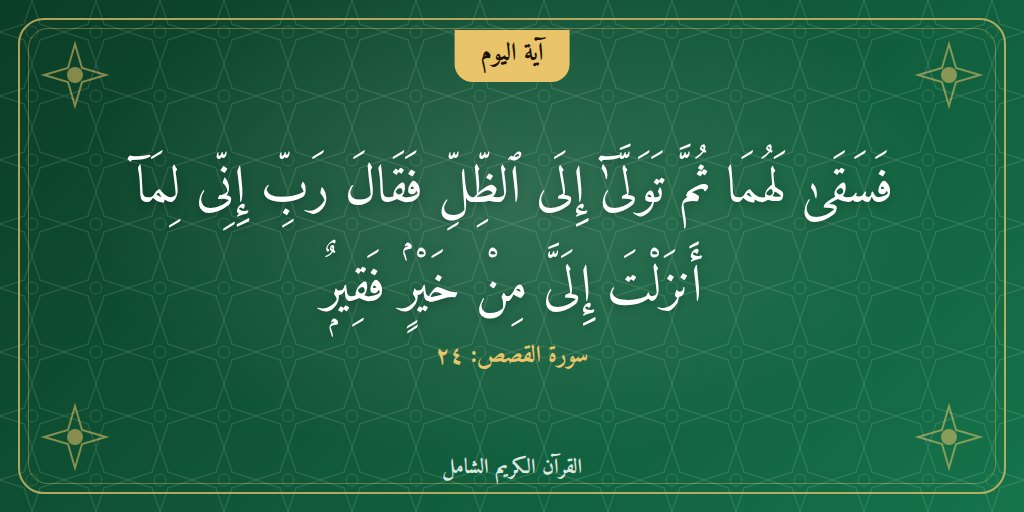 آية اليوم
فَسَقَىٰ لَهُمَا ثُمَّ تَوَلَّىٰٓ إِلَى ٱلظِّلِّ فَقَالَ رَبِّ إِنِّى لِمَآ
أَنزَلْتَ إِلَىَّ مِنْ خَيْرٍۢ فَقِيرٌۭ
سورة القصص: ٢٤
القرآن الكريم الشامل